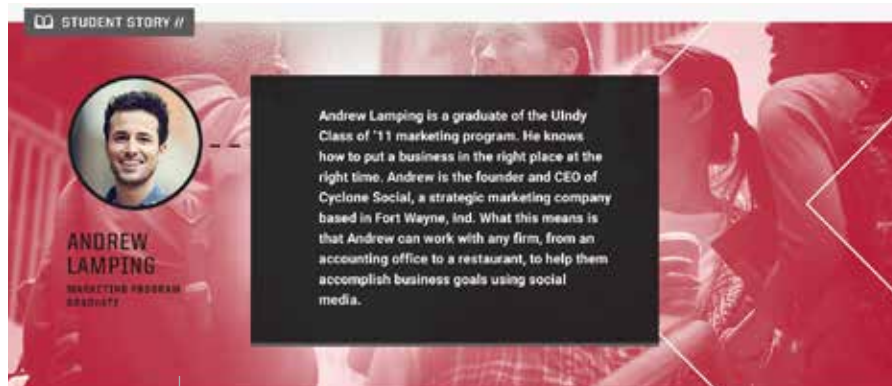 STUDENT STORY //
ANDREW
LAMPING
MARKETING PROGRAM
GRADUATE
Andrew Lamping is a graduate of the UIndy
Class of '11 marketing program. He knows
how to put a business in the right place at the
right time. Andrew is the founder and CEO of
Cyclone Social, a strategic marketing company
based in Fort Wayne, Ind. What this means is
that Andrew can work with any firm, from an
accounting office to a restaurant, to help them
accomplish business goals using social
media.